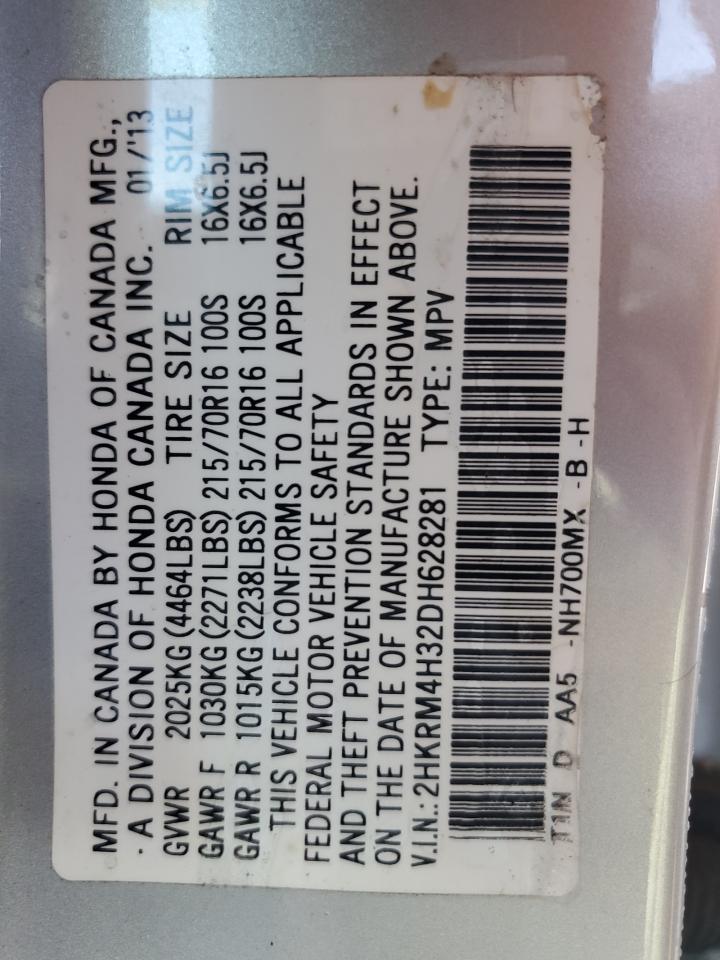 MFD. IN CANADA BY HONDA OF CANADA MFG.,
· A DIVISION OF HONDA CANADA INC. 01/'13
GVWR 2025KG(4464LBS) TIRE SIZE RIM SIZE
GAWR F 1030KG(2271LBS) 215/70R16 100S 16X6.5J
GAWR R 1015KG(2238LBS) 215/70R16 100S 16X6.5J
THIS VEHICLE CONFORMS TO ALL APPLICABLE
FEDERAL MOTOR VEHICLE SAFETY
AND THEFT PREVENTION STANDARDS IN EFFECT
ON THE DATE OF MANUFACTURE SHOWN ABOVE.
V.I.N.: 2HKRM4H32DH628281 TYPE: MPV
T1N D AA5 -NH700MX -B -H